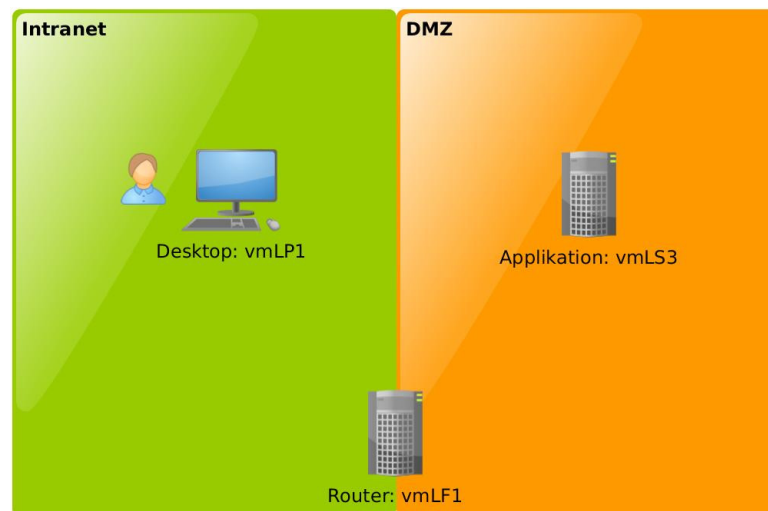 Intranet
DMZ
Desktop: vmLP1
Applikation: vmLS3
Router: vmLF1